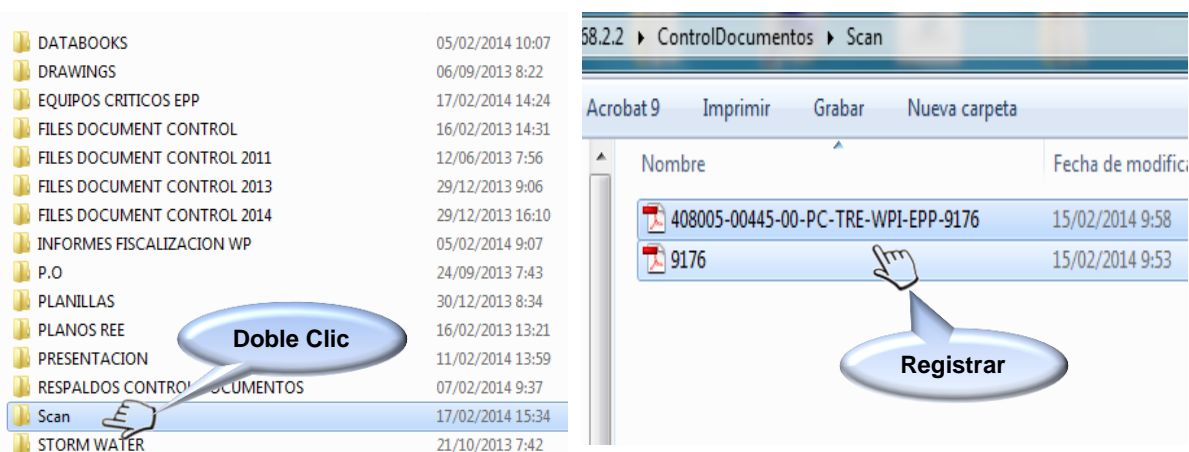 DATABOOKS 05/02/2014 10:07
DRAWINGS 06/09/2013 8:22
EQUIPOS CRITICOS EPP 17/02/2014 14:24
FILES DOCUMENT CONTROL 16/02/2013 14:31
FILES DOCUMENT CONTROL 2011 12/06/2013 7:56
FILES DOCUMENT CONTROL 2013 29/12/2013 9:06
FILES DOCUMENT CONTROL 2014 29/12/2013 16:10
INFORMES FISCALIZACION WP 05/02/2014 9:07
P.O 24/09/2013 7:43
PLANILLAS 30/12/2013 8:34
PLANOS REE 16/02/2013 13:21
PRESENTACION 11/02/2014 13:59
RESPALDOS CONTROL DOCUMENTOS 07/02/2014 9:37
Scan 17/02/2014 15:34
STORM WATER 21/10/2013 7:42
Doble Clic
68.2.2 ControlDocumentos Scan
Acrobat 9 Imprimir Grabar Nueva carpeta
Nombre Fecha de modifica
408005-00445-00-PC-TRE-WPI-EPP-9176 15/02/2014 9:58
9176 15/02/2014 9:53
Registrar